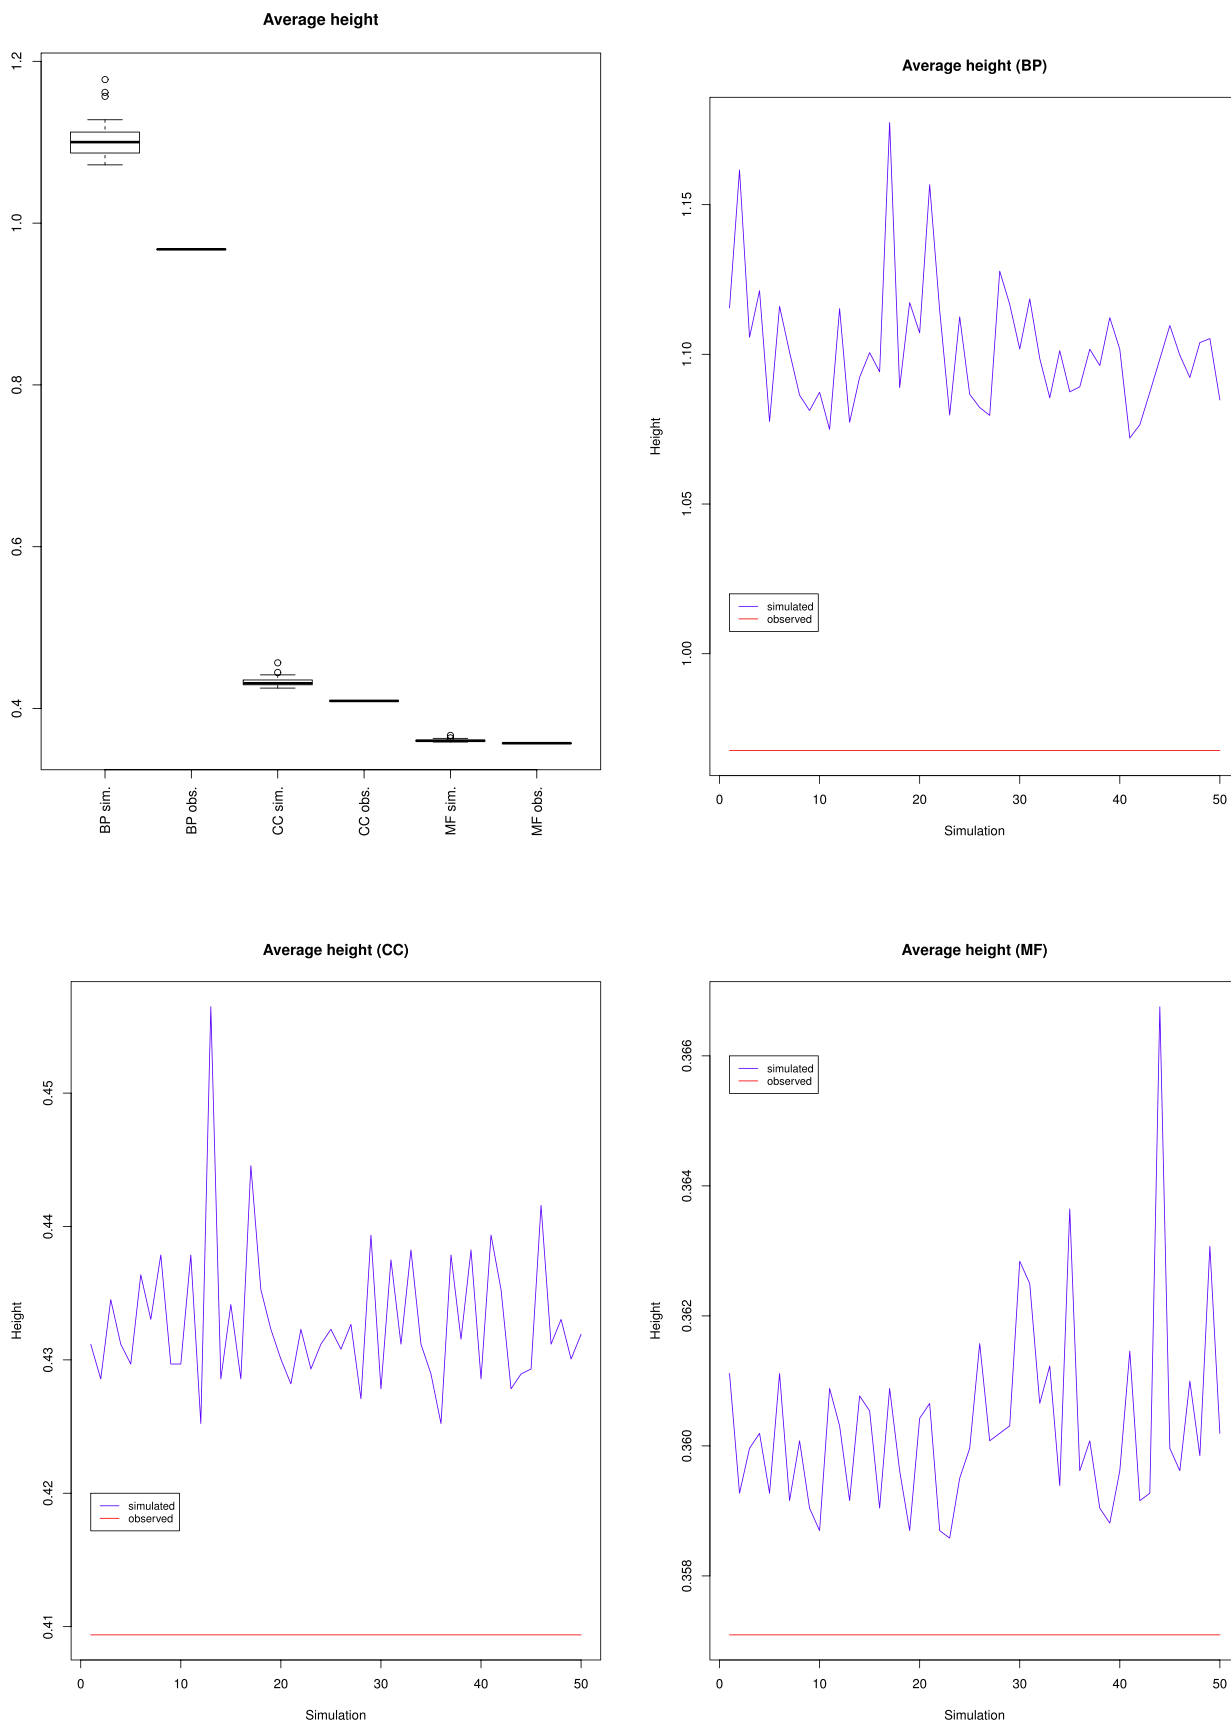 Average height
1.2
1.0
0.8
0.6
0.4
BP sim.
BP obs.
CC sim.
CC obs.
MF sim.
MF obs.
Average height (BP)
Height
1.15
1.10
1.05
1.00
simulated
observed
0 10 20 30 40 50
Simulation
Average height (CC)
Height
0.45
0.44
0.43
0.42
0.41
simulated
observed
0 10 20 30 40 50
Simulation
Average height (MF)
Height
0.366
0.364
0.362
0.360
0.358
simulated
observed
0 10 20 30 40 50
Simulation